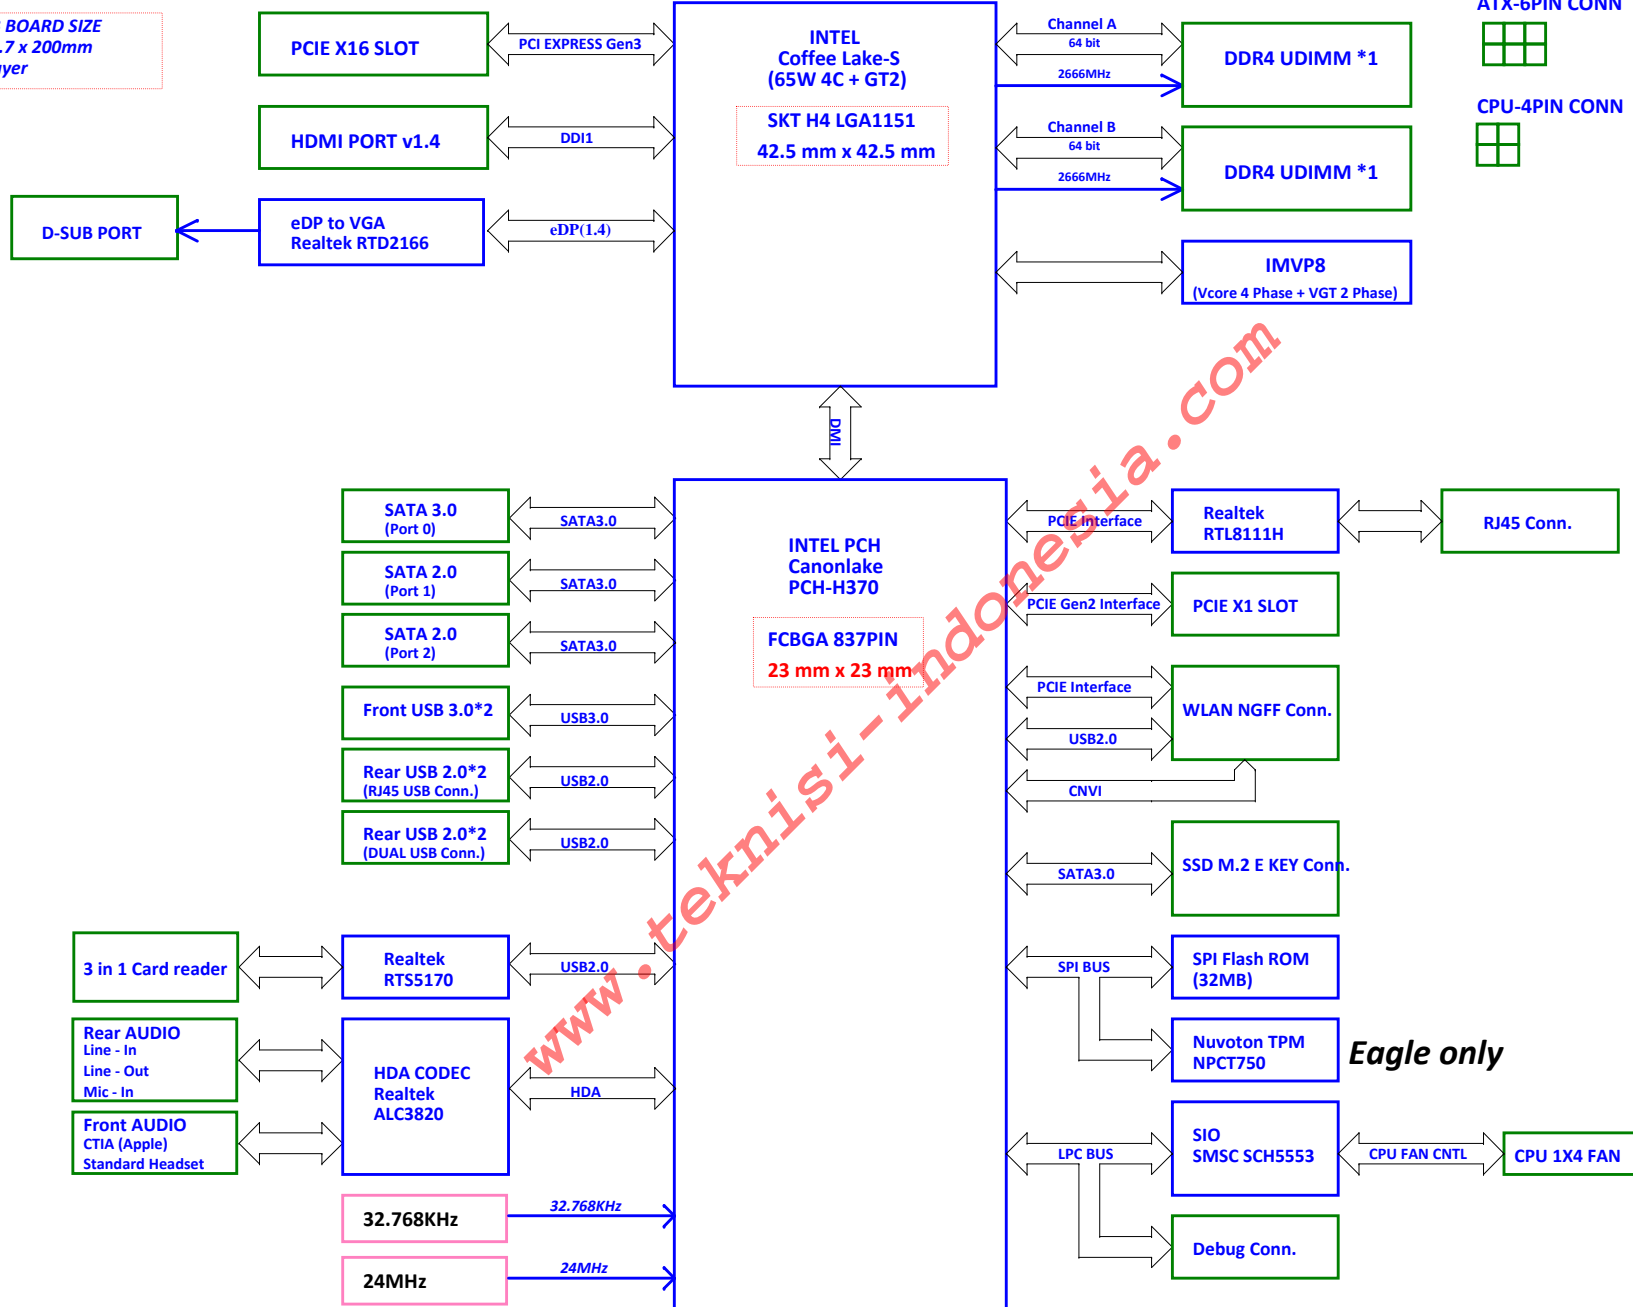 BOARD SIZE
.7 x 200mm
PCIE X16 SLOT
PCI EXPRESS Gen3
INTEL
Coffee Lake-S
(65W 4C + GT2)
SKT H4 LGA1151
42.5 mm x 42.5 mm
Channel A
64 bit
2666MHz
DDR4 UDIMM *1
ATX-6PIN CONN
HDMI PORT v1.4
DDI1
Channel B
64 bit
2666MHz
DDR4 UDIMM *1
CPU-4PIN CONN
D-SUB PORT
eDP to VGA
Realtek RTD2166
eDP(1.4)
IMVP8
(Vcore 4 Phase + VGT 2 Phase)
DMI
SATA 3.0
(Port 0)
SATA3.0
SATA 2.0
(Port 1)
SATA3.0
SATA 2.0
(Port 2)
SATA3.0
Front USB 3.0*2
USB3.0
Rear USB 2.0*2
(RJ45 USB Conn.)
USB2.0
Rear USB 2.0*2
(DUAL USB Conn.)
USB2.0
INTEL PCH
Canonlake
PCH-H370
FCBGA 837PIN
23 mm x 23 mm
PCIE Interface
Realtek
RTL8111H
RJ45 Conn.
PCIE Gen2 Interface
PCIE X1 SLOT
PCIE Interface
USB2.0
CNVI
WLAN NGFF Conn.
SATA3.0
SSD M.2 E KEY Conn.
3 in 1 Card reader
Realtek
RTS5170
USB2.0
SPI BUS
SPI Flash ROM
(32MB)
Nuvoton TPM
NPCT750
Eagle only
Rear AUDIO
Line - In
Line - Out
Mic - In
Front AUDIO
CTIA (Apple)
Standard Headset
HDA CODEC
Realtek
ALC3820
HDA
LPC BUS
SIO
SMSC SCH5553
CPU FAN CNTL
CPU 1X4 FAN
Debug Conn.
32.768KHz
32.768KHz
24MHz
24MHz
www.teknisi-indonesia.com